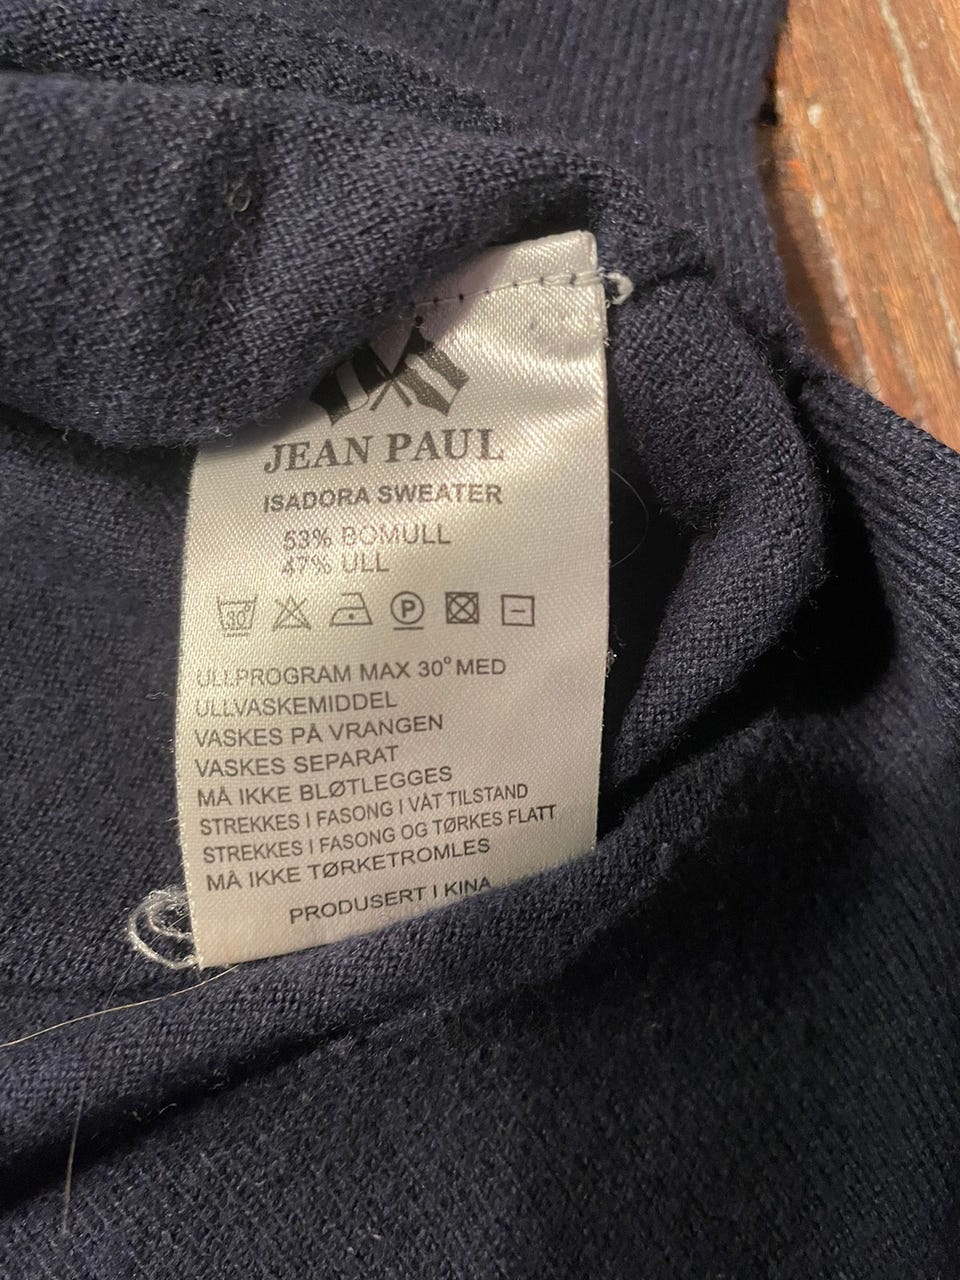 JEAN PAUL
ISADORA SWEATER
53% BOMULL
47% ULL
30°
P
ULLPROGRAM MAX 30° MED
ULLVASKEMIDDEL
VASKES PÅ VRANGEN
VASKES SEPARAT
MÅ IKKE BLØTLEGGES
STREKKES I FASONG I VÅT TILSTAND
STREKKES I FASONG OG TØRKES FLATT
MÅ IKKE TØRKETROMLES
PRODUSERT I KINA